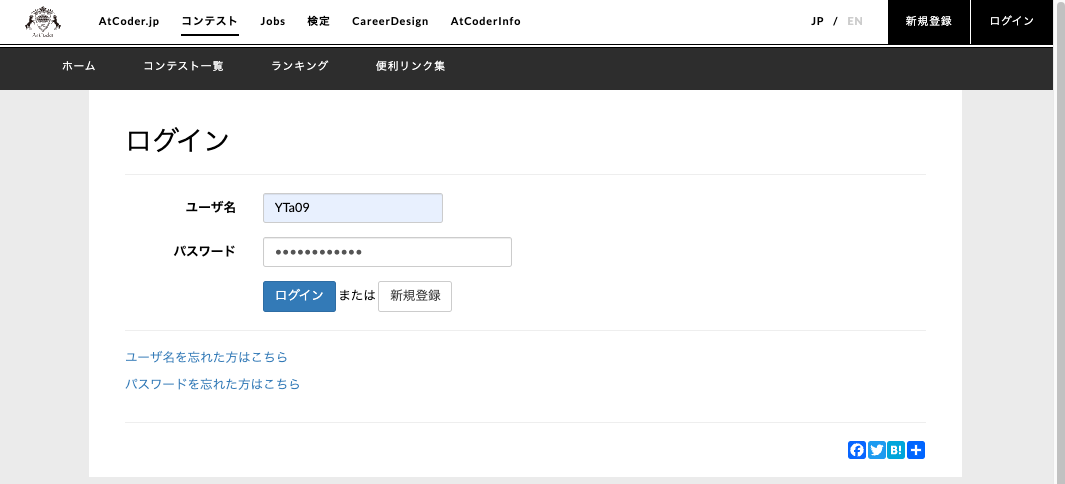 AtCoder
AtCoder.jp コンテスト Jobs 検定 CareerDesign AtCoderInfo JP / EN 新規登録 ログイン
ホーム コンテスト一覧 ランキング 便利リンク集
ログイン
ユーザ名 YTa09
パスワード ••••••••••••
ログイン または 新規登録
ユーザ名を忘れた方はこちら
パスワードを忘れた方はこちら
B!